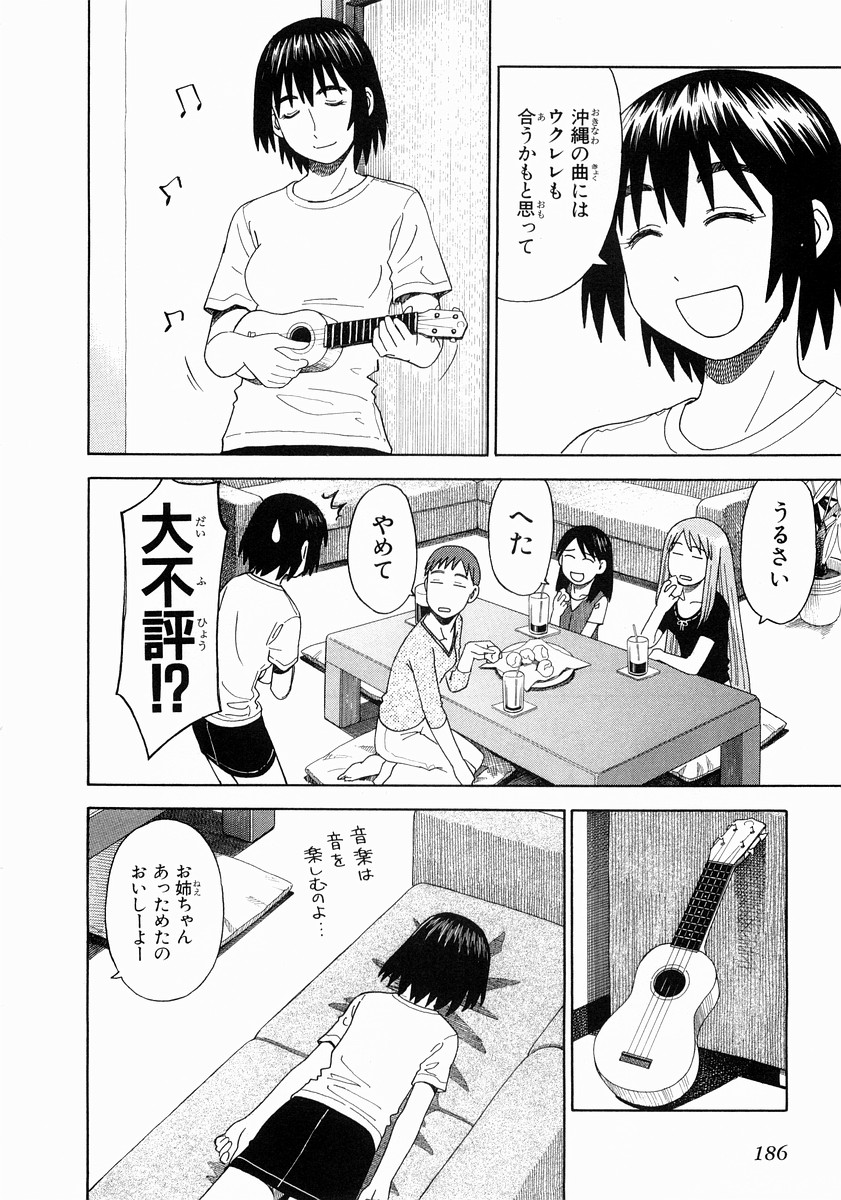 沖縄の曲には
ウクレレも
合うかもと思って
うるさい
へた
やめて
大不評!?
音楽は
音を
楽しむのよ…
お姉ちゃん
あっためたの
おいしーよー
186